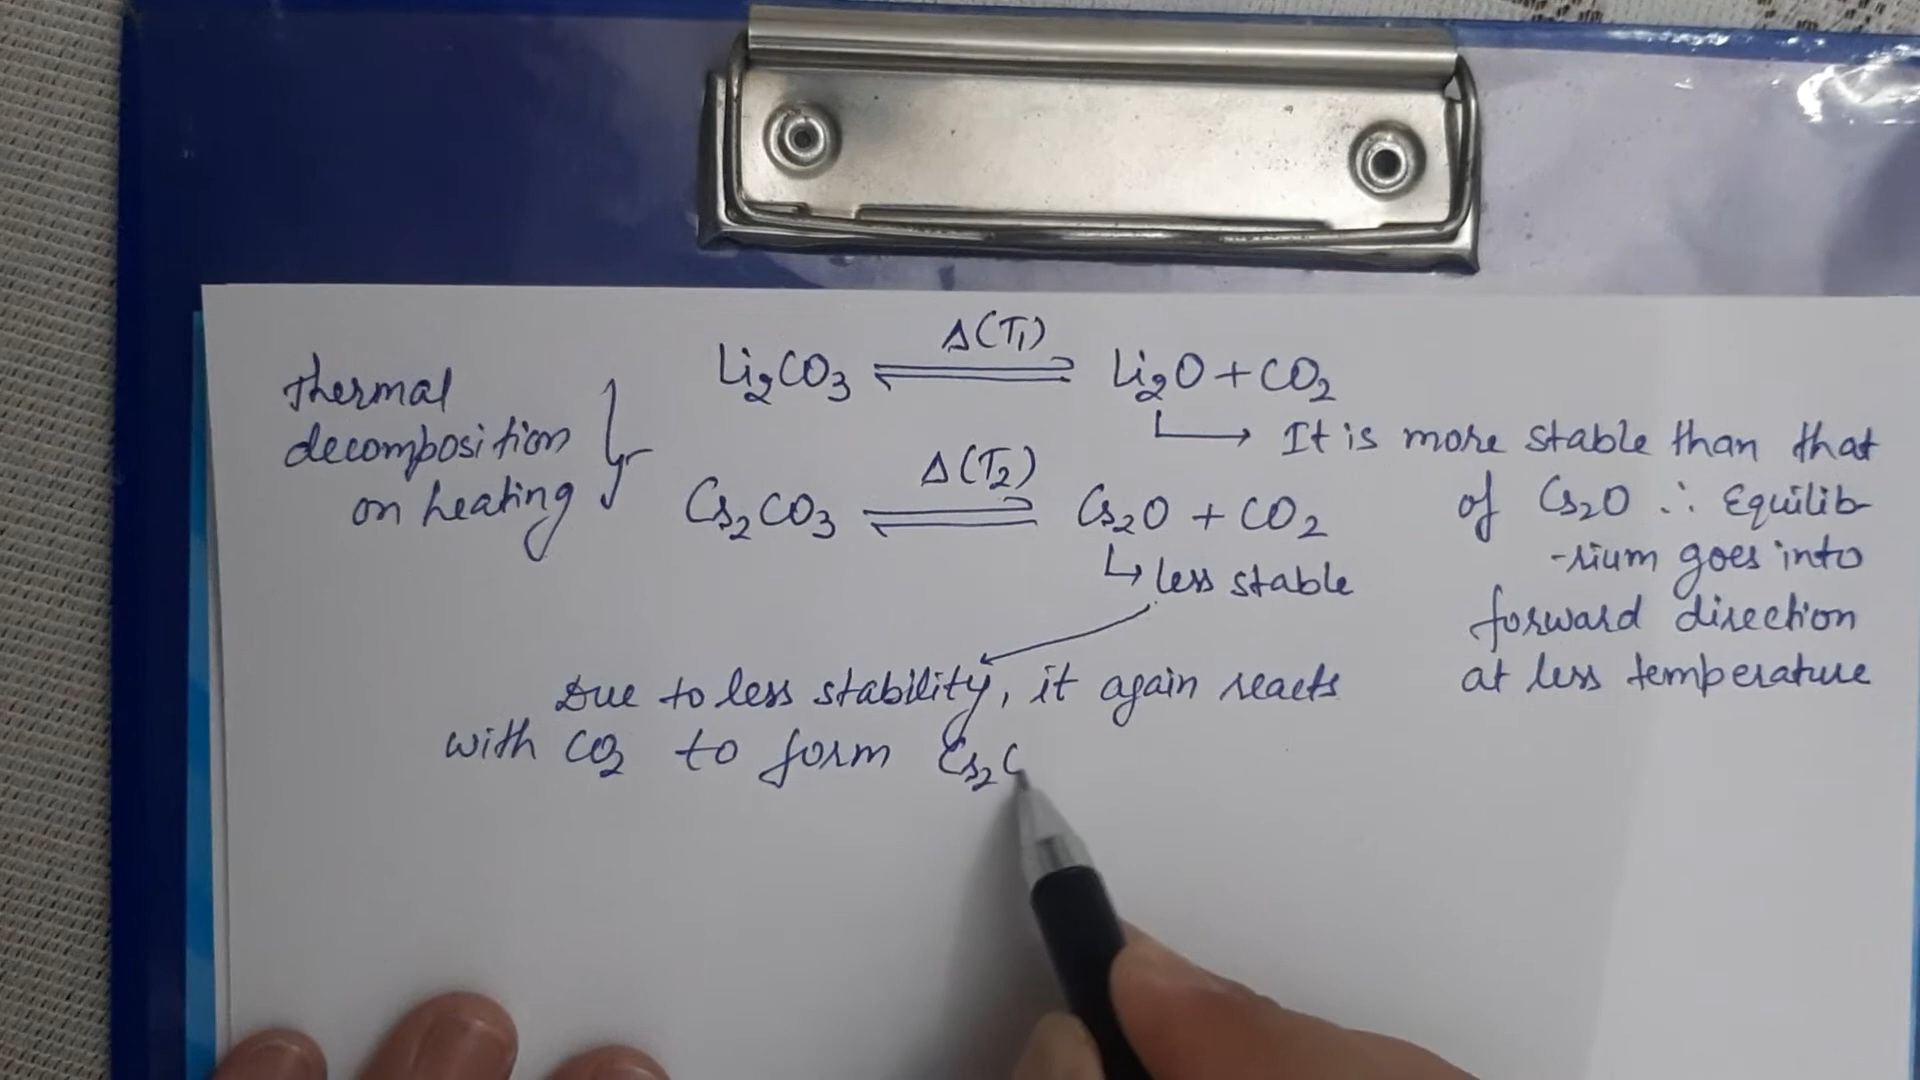 Thermal
decomposition
on heating
Δ(T₁)
Li₂CO₃ ⇌ Li₂O + CO₂
↳ It is more stable than that
of Cs₂O ∴ Equilib-
-rium goes into
forward direction
at less temperature
Δ(T₂)
Cs₂CO₃ ⇌ Cs₂O + CO₂
↳ less stable
Due to less stability, it again reacts
with CO₂ to form Cs₂C